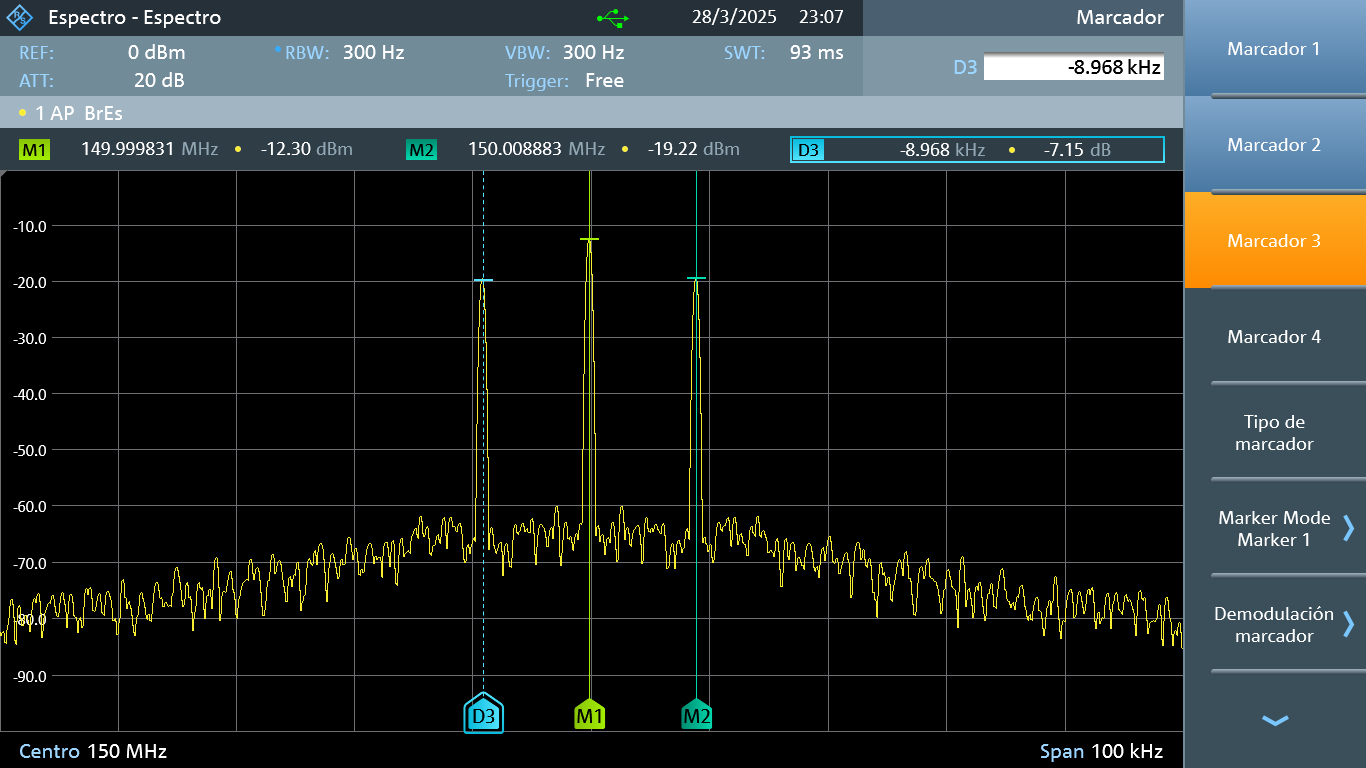 Espectro - Espectro 28/3/2025 23:07 Marcador
REF: 0 dBm RBW: 300 Hz VBW: 300 Hz SWT: 93 ms
ATT: 20 dB Trigger: Free
D3 -8.968 kHz
1 AP BrEs
M1 149.999831 MHz • -12.30 dBm M2 150.008883 MHz • -19.22 dBm D3 -8.968 kHz • -7.15 dB
-10.0
-20.0
-30.0
-40.0
-50.0
-60.0
-70.0
-80.0
-90.0
D3 M1 M2
Centro 150 MHz Span 100 kHz
Marcador 1
Marcador 2
Marcador 3
Marcador 4
Tipo de
marcador
Marker Mode
Marker 1
Demodulación
marcador